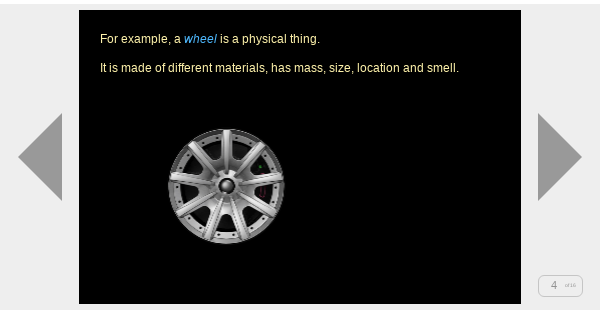 For example, a wheel is a physical thing.
It is made of different materials, has mass, size, location and smell.
4 of 16